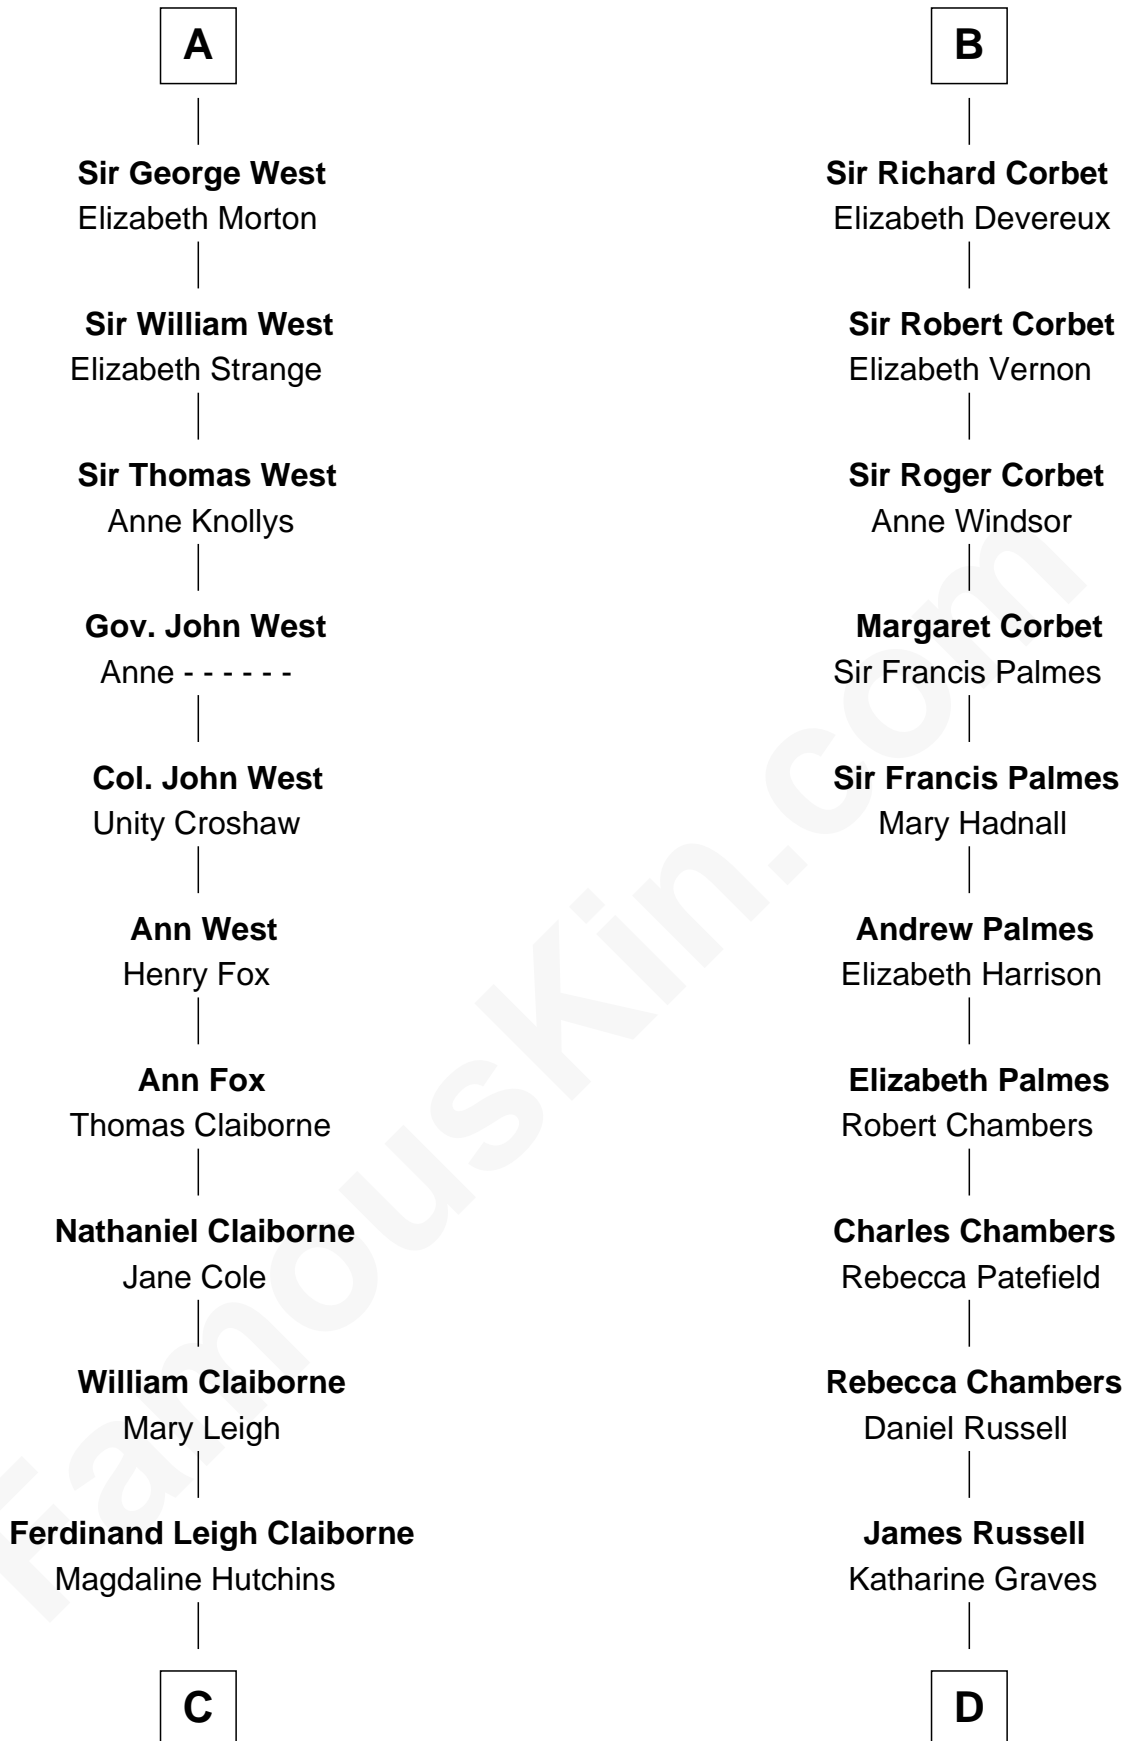 A
Sir George West
Elizabeth Morton
Sir William West
Elizabeth Strange
Sir Thomas West
Anne Knollys
Gov. John West
Anne - - - - - -
Col. John West
Unity Croshaw
Ann West
Henry Fox
Ann Fox
Thomas Claiborne
Nathaniel Claiborne
Jane Cole
William Claiborne
Mary Leigh
Ferdinand Leigh Claiborne
Magdaline Hutchins
C
B
Sir Richard Corbet
Elizabeth Devereux
Sir Robert Corbet
Elizabeth Vernon
Sir Roger Corbet
Anne Windsor
Margaret Corbet
Sir Francis Palmes
Sir Francis Palmes
Mary Hadnall
Andrew Palmes
Elizabeth Harrison
Elizabeth Palmes
Robert Chambers
Charles Chambers
Rebecca Patefield
Rebecca Chambers
Daniel Russell
James Russell
Katharine Graves
D
FamousKin.com